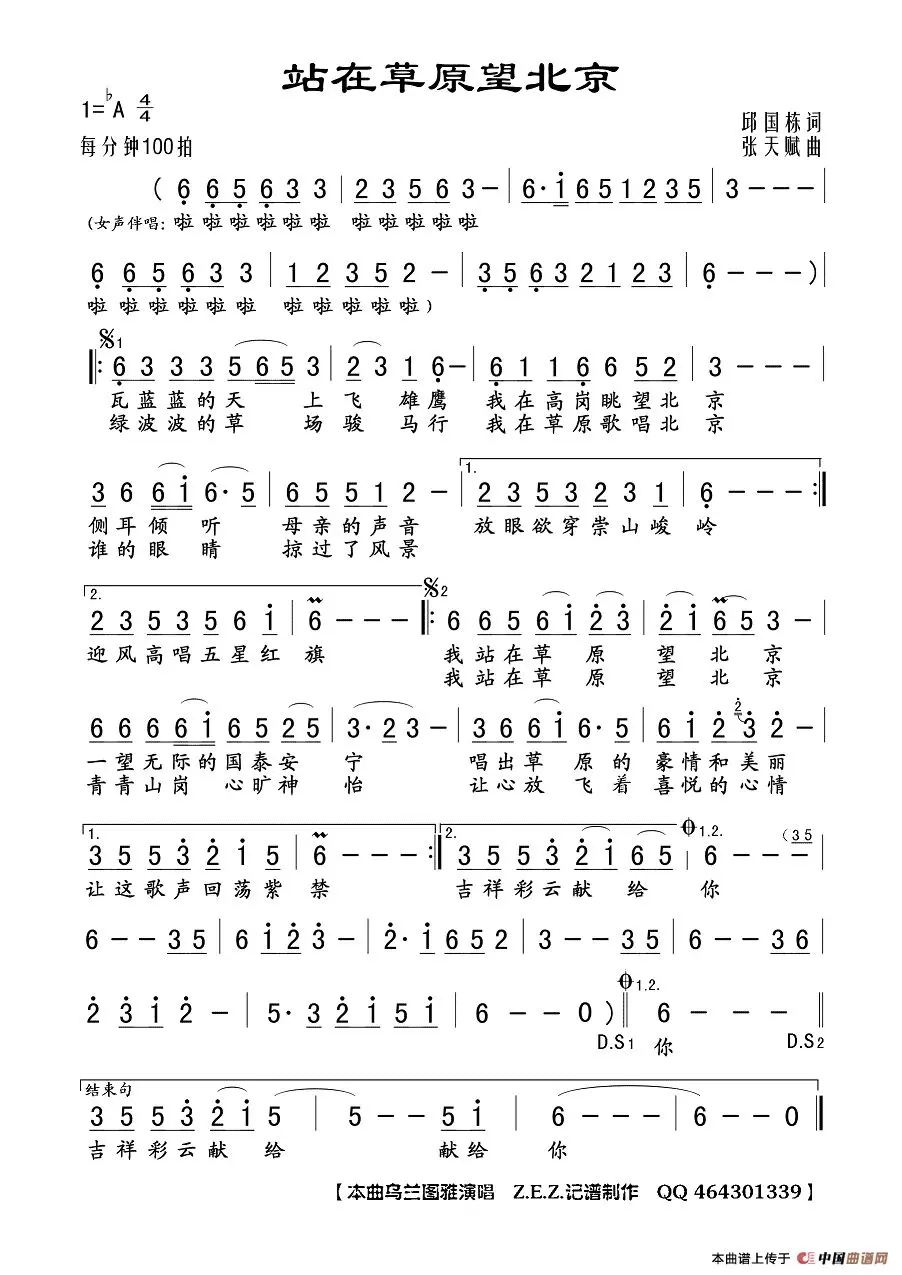 站在草原望北京
1=♭A 4/4
邱国栋词
每分钟100拍
张天赋曲
( 6 6 5 6 3 3 | 2 3 5 6 3 – | 6· i 6 5 1 2 3 5 | 3 – – – |
(女声伴唱: 啦 啦 啦 啦 啦 啦 啦 啦 啦 啦 啦
6 6 5 6 3 3 | 1 2 3 5 2 – | 3 5 6 3 2 1 2 3 | 6 – – – )
啦 啦 啦 啦 啦 啦 啦 啦 啦 啦 啦 )
𝄋1
‖: 6 3 3 3 5 6 5 3 | 2 3 1 6 – | 6 1 1 6 6 5 2 | 3 – – – |
瓦 蓝 蓝 的 天 上 飞 雄 鹰 我 在 高 岗 眺 望 北 京
绿 波 波 的 草 场 骏 马 行 我 在 草 原 歌 唱 北 京
1.
3 6 6 i 6· 5 | 6 5 5 1 2 – | 2 3 5 3 2 3 1 | 6 – – – :‖
侧 耳 倾 听 母 亲 的 声 音 放 眼 欲 穿 崇 山 峻 岭
谁 的 眼 睛 掠 过 了 风 景
2. 𝄋2
2 3 5 3 5 6 i | 6 – – – ‖: 6 6 5 6 i 2 3 | 2 i 6 5 3 – |
迎 风 高 唱 五 星 红 旗 我 站 在 草 原 望 北 京
我 站 在 草 原 望 北 京
6 6 6 6 i 6 5 2 5 | 3· 2 3 – | 3 6 6 i 6· 5 | 6 i 2 2 3 2 – |
一 望 无 际 的 国 泰 安 宁 唱 出 草 原 的 豪 情 和 美 丽
青 青 山 岗 心 旷 神 怡 让 心 放 飞 着 喜 悦 的 心 情
1. 2. 𝄌1.2.
3 5 5 3 2 i 5 | 6 – – – :‖ 3 5 5 3 2 i 6 5 | 6 – – – (3 5 |
让 这 歌 声 回 荡 紫 禁 吉 祥 彩 云 献 给 你
6 – – 3 5 | 6 i 2 3 – | 2· i 6 5 2 | 3 – – 3 5 | 6 – – 3 6 |
2 3 i 2 – | 5· 3 2 i 5 | 6 – – 0 ) ‖ 𝄌1.2. 6 – – – ‖
D.S1 你 D.S2
结束句
3 5 5 3 2 i 5 | 5 – – 5 i | 6 – – – | 6 – – 0 ‖
吉 祥 彩 云 献 给 献 给 你
【本曲乌兰图雅演唱 Z.E.Z.记谱制作 QQ 464301339】
本曲谱上传于 中国曲谱网